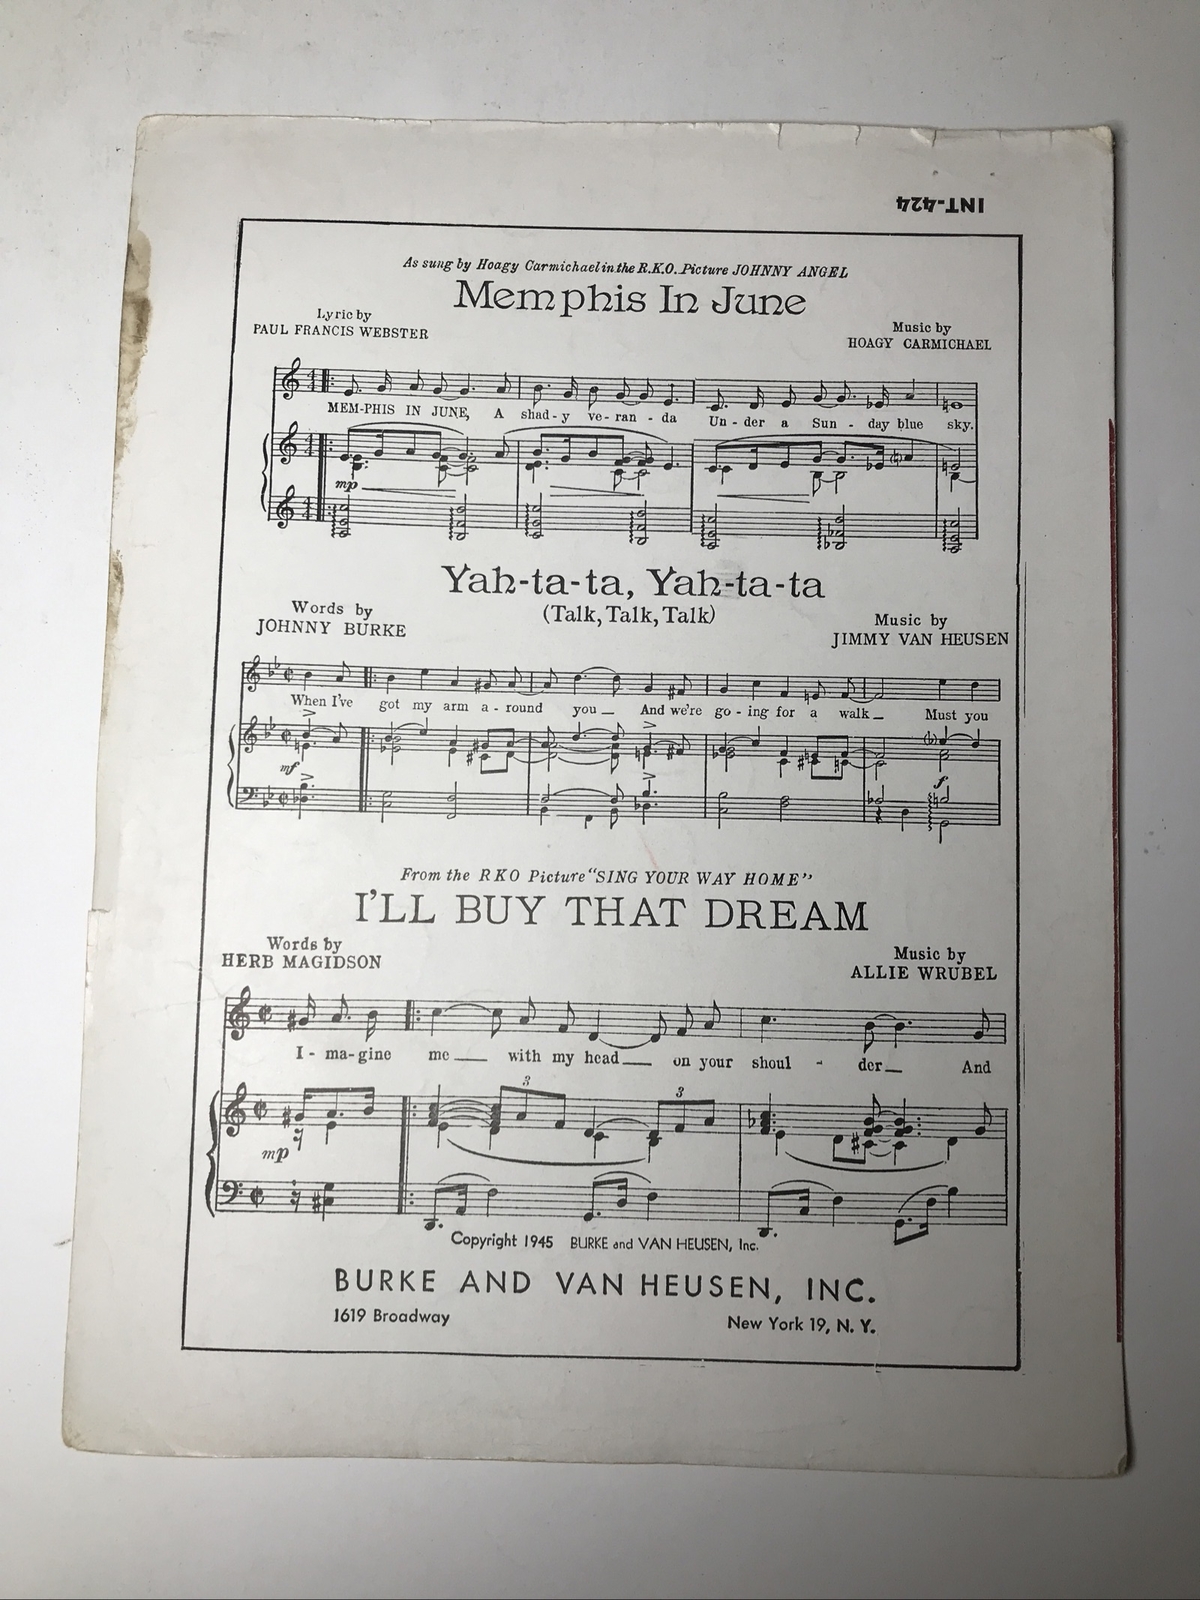 INT-424
As sung by Hoagy Carmichael in the R.K.O. Picture JOHNNY ANGEL
Memphis In June
Lyric by
PAUL FRANCIS WEBSTER
Music by
HOAGY CARMICHAEL
MEM-PHIS IN JUNE, A shad-y ve-ran-da Un-der a Sun-day blue sky.
mp
Yah-ta-ta, Yah-ta-ta
(Talk, Talk, Talk)
Words by
JOHNNY BURKE
Music by
JIMMY VAN HEUSEN
When I've got my arm a-round you And we're go-ing for a walk Must you
mf
f
From the RKO Picture "SING YOUR WAY HOME"
I'LL BUY THAT DREAM
Words by
HERB MAGIDSON
Music by
ALLIE WRUBEL
I-ma-gine me with my head on your shoul-der And
3 3
mp
Copyright 1945 BURKE and VAN HEUSEN, Inc.
BURKE AND VAN HEUSEN, INC.
1619 Broadway New York 19, N. Y.